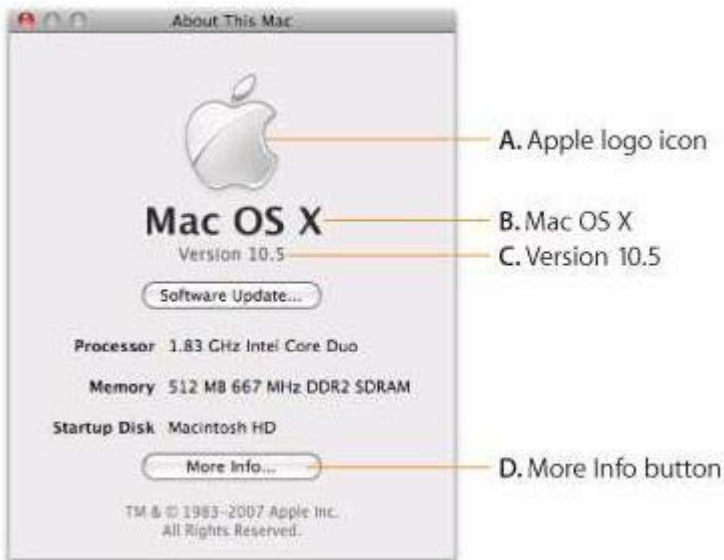 About This Mac
A. Apple logo icon
Mac OS X
B. Mac OS X
Version 10.5
C. Version 10.5
Software Update...
Processor 1.83 GHz Intel Core Duo
Memory 512 MB 667 MHz DDR2 SDRAM
Startup Disk Macintosh HD
More Info...
D. More Info button
TM & © 1983-2007 Apple Inc.
All Rights Reserved.